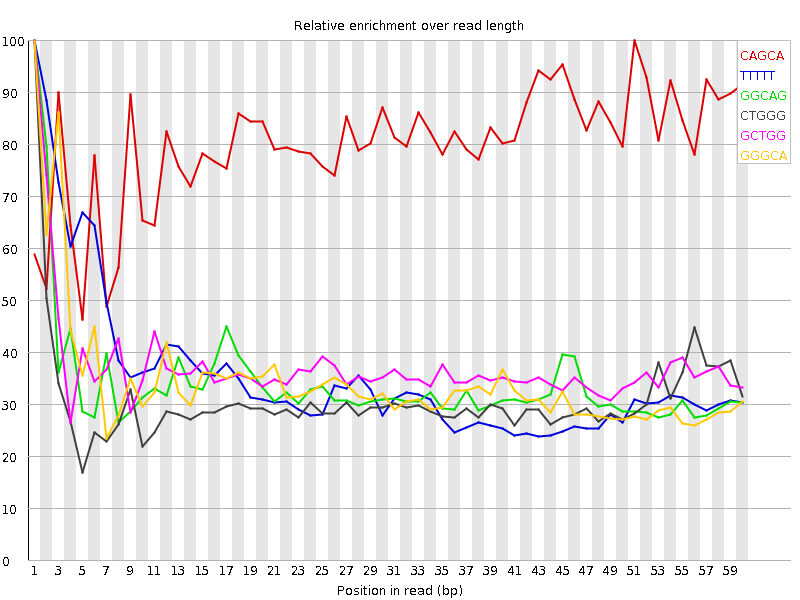 Relative enrichment over read length
100
90
80
70
60
50
40
30
20
10
0
CAGCA
TTTTT
GGCAG
CTGGG
GCTGG
GGGCA
1 3 5 7 9 11 13 15 17 19 21 23 25 27 29 31 33 35 37 39 41 43 45 47 49 51 53 55 57 59
Position in read (bp)